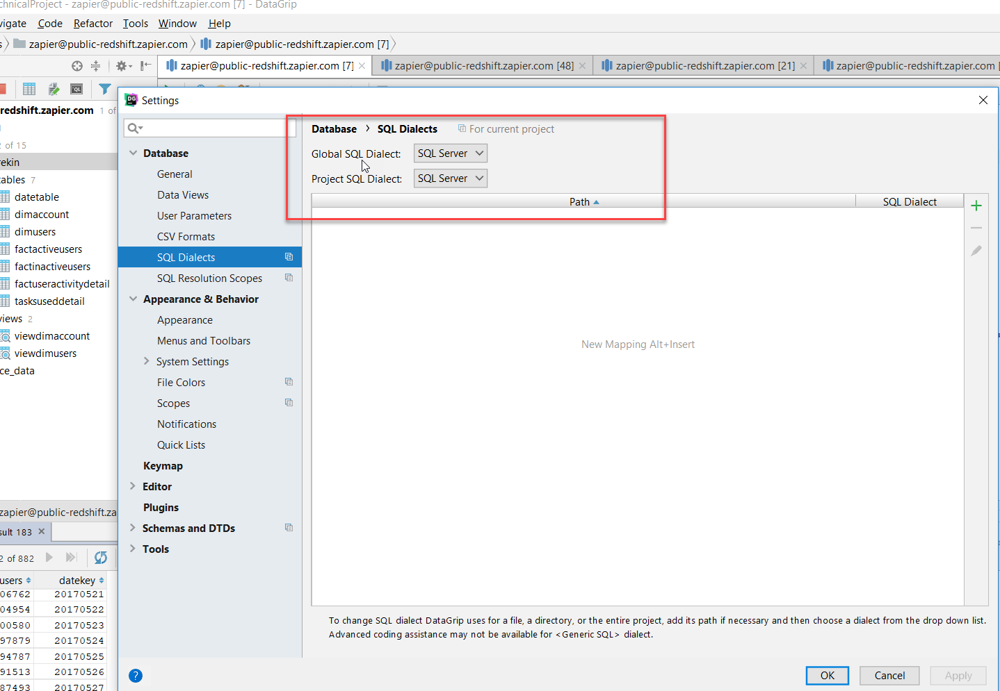 chnicalProject - zapier@public-redshift.zapier.com [7] - DataGrip
vigate Code Refactor Tools Window Help
s zapier@public-redshift.zapier.com zapier@public-redshift.zapier.com [7]
zapier@public-redshift.zapier.com [7] zapier@public-redshift.zapier.com [48] zapier@public-redshift.zapier.com [21] zapier@public-redshift.zapier.com [
QL
redshift.zapier.com 1 of
2 of 15
rekin
tables 7
datetable
dimaccount
dimusers
factactiveusers
factinactiveusers
factuseractivitydetail
tasksuseddetail
views 2
viewdimaccount
viewdimusers
ce_data
DG Settings
Database
General
Data Views
User Parameters
CSV Formats
SQL Dialects
SQL Resolution Scopes
Appearance & Behavior
Appearance
Menus and Toolbars
System Settings
File Colors
Scopes
Notifications
Quick Lists
Keymap
Editor
Plugins
Schemas and DTDs
Tools
Database > SQL Dialects For current project
Global SQL Dialect: SQL Server
Project SQL Dialect: SQL Server
Path SQL Dialect
New Mapping Alt+Insert
To change SQL dialect DataGrip uses for a file, a directory, or the entire project, add its path if necessary and then choose a dialect from the drop down list.
Advanced coding assistance may not be available for <Generic SQL> dialect.
? OK Cancel Apply
zapier@public-redshift.za
sult 183
2 of 882
users datekey
06762 20170521
04954 20170522
00580 20170523
97879 20170524
94787 20170525
91513 20170526
87493 20170527